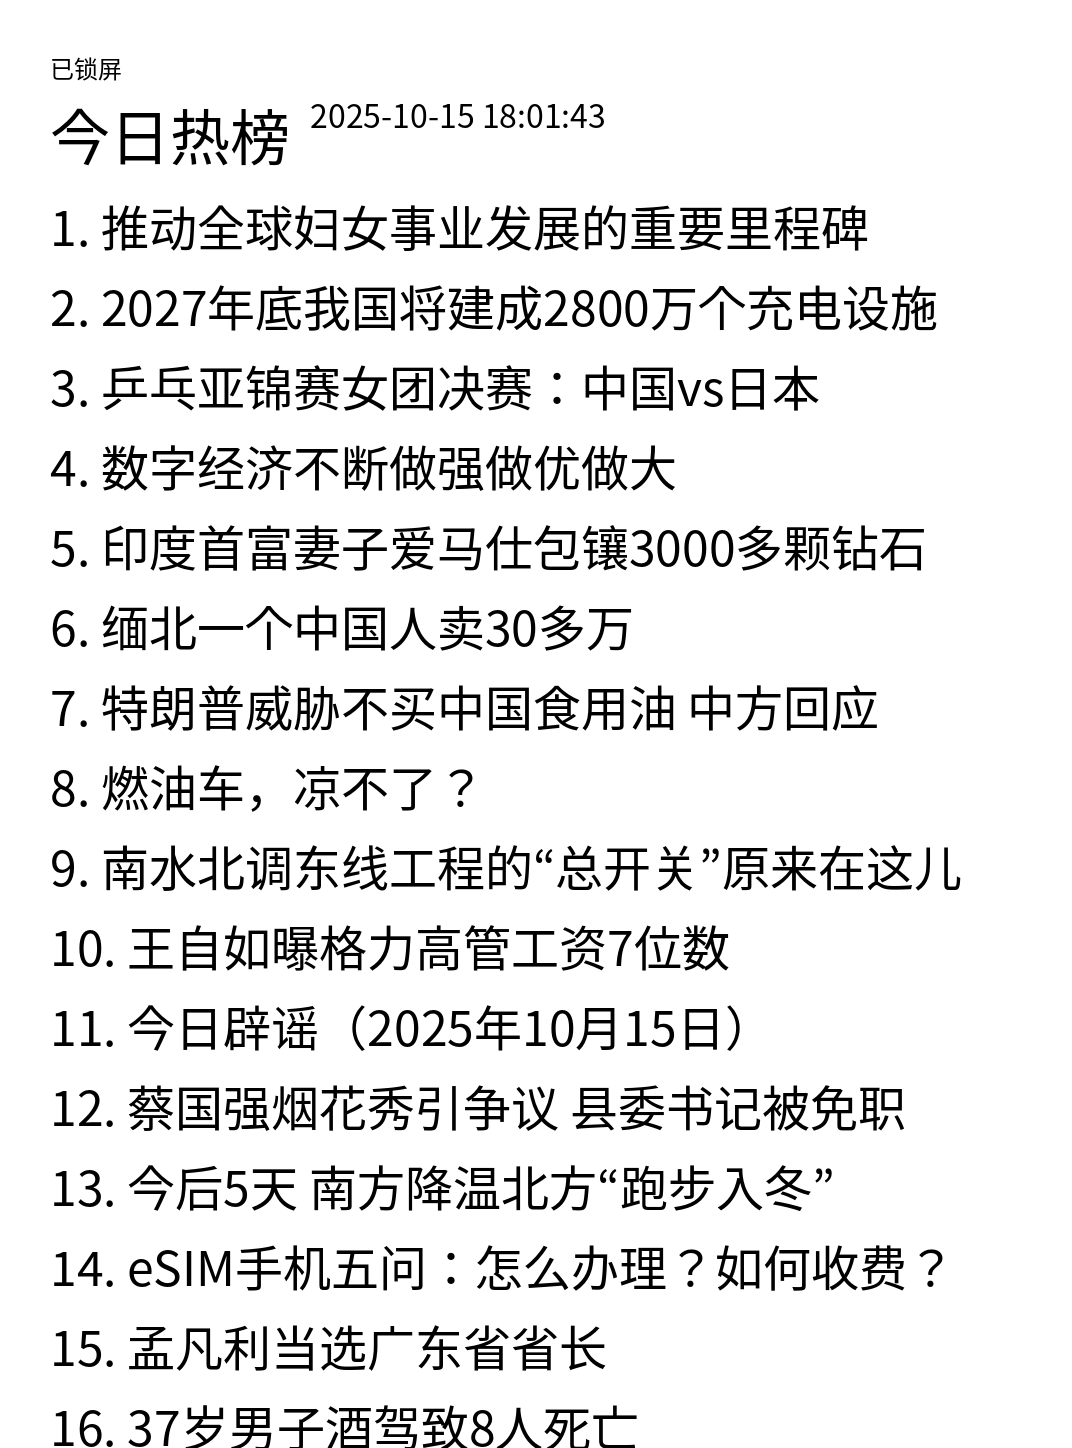 已锁屏
今日热榜 2025-10-15 18:01:43
1. 推动全球妇女事业发展的重要里程碑
2. 2027年底我国将建成2800万个充电设施
3. 乒乓亚锦赛女团决赛：中国vs日本
4. 数字经济不断做强做优做大
5. 印度首富妻子爱马仕包镶3000多颗钻石
6. 缅北一个中国人卖30多万
7. 特朗普威胁不买中国食用油 中方回应
8. 燃油车，凉不了？
9. 南水北调东线工程的“总开关”原来在这儿
10. 王自如曝格力高管工资7位数
11. 今日辟谣（2025年10月15日）
12. 蔡国强烟花秀引争议 县委书记被免职
13. 今后5天 南方降温北方“跑步入冬”
14. eSIM手机五问：怎么办理？如何收费？
15. 孟凡利当选广东省省长
16. 37岁男子酒驾致8人死亡